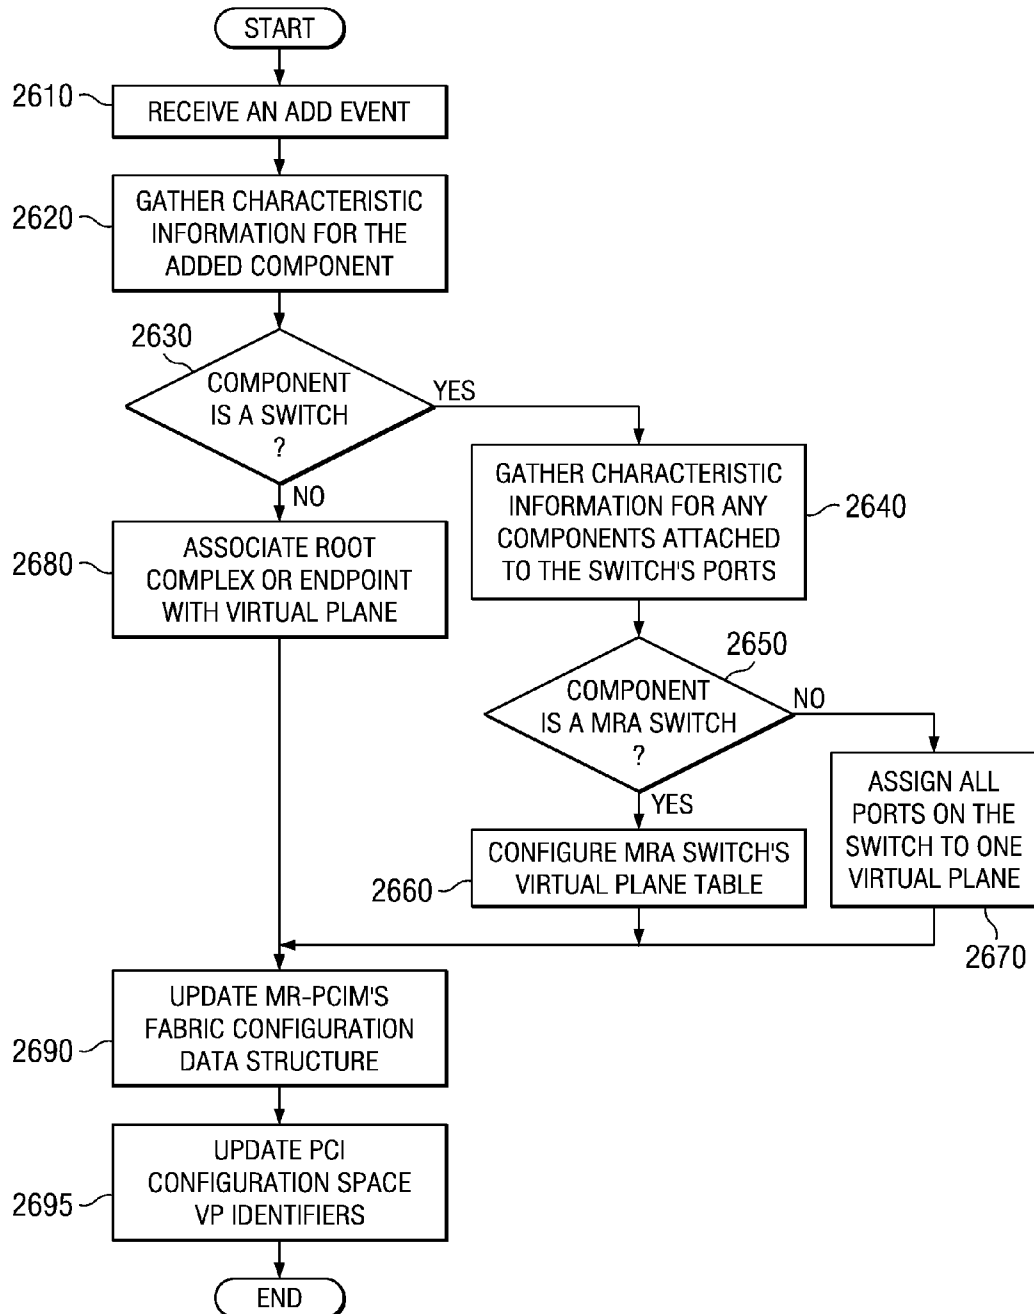 START
2610
RECEIVE AN ADD EVENT
2620
GATHER CHARACTERISTIC
INFORMATION FOR THE
ADDED COMPONENT
2630
COMPONENT
IS A SWITCH
?
YES
NO
GATHER CHARACTERISTIC
INFORMATION FOR ANY
COMPONENTS ATTACHED
TO THE SWITCH'S PORTS
2640
2680
ASSOCIATE ROOT
COMPLEX OR ENDPOINT
WITH VIRTUAL PLANE
2650
COMPONENT
IS A MRA SWITCH
?
NO
YES
ASSIGN ALL
PORTS ON THE
SWITCH TO ONE
VIRTUAL PLANE
2670
CONFIGURE MRA SWITCH'S
VIRTUAL PLANE TABLE
2660
2690
UPDATE MR-PCIM'S
FABRIC CONFIGURATION
DATA STRUCTURE
2695
UPDATE PCI
CONFIGURATION SPACE
VP IDENTIFIERS
END